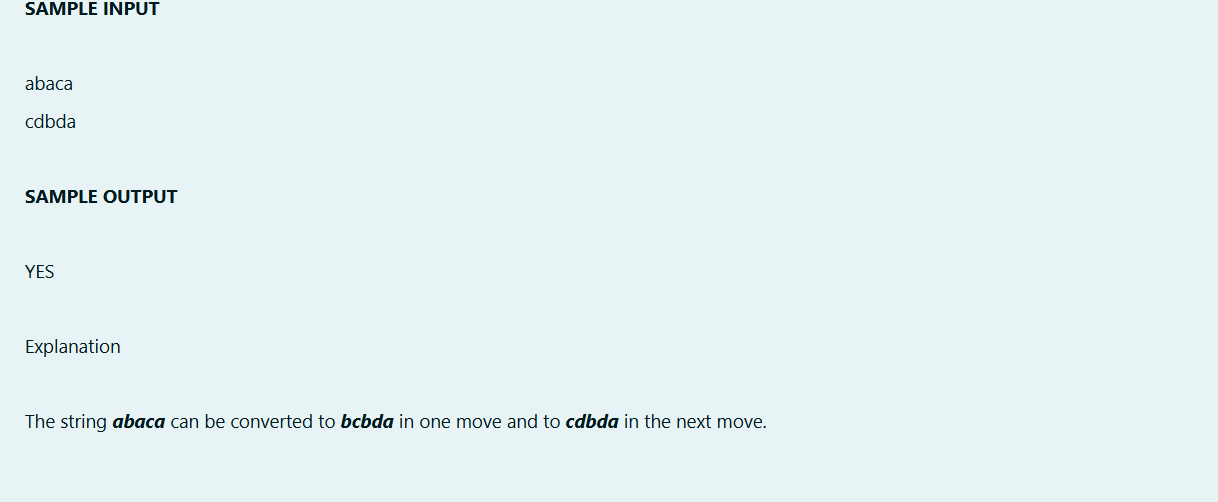 SAMPLE INPUT
abaca
cdbda
SAMPLE OUTPUT
YES
Explanation
The string abaca can be converted to bcbda in one move and to cdbda in the next move.